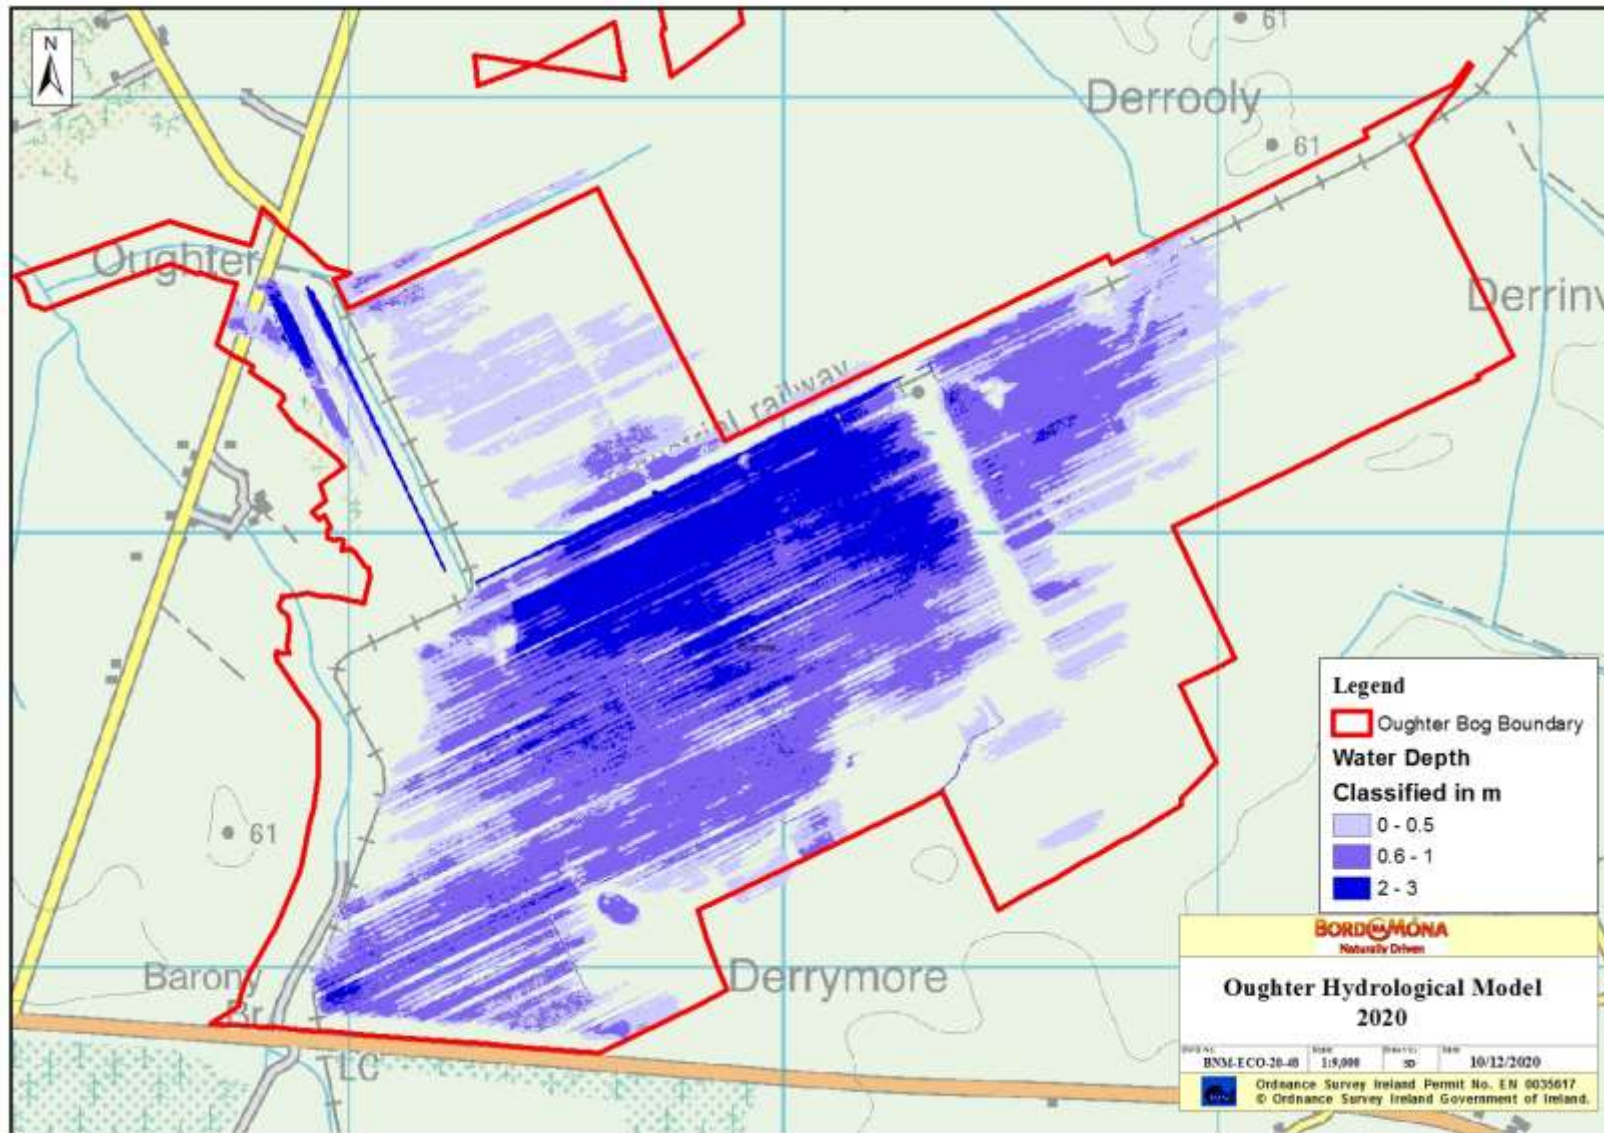 N
61
Derrooly
61
Oughter
railway
61
Barony
Br
Derrymore
LC
Legend
Oughter Bog Boundary
Water Depth
Classified in m
0 - 0.5
0.6 - 1
2 - 3
BORD NA MÓNA
Naturally Driven
Oughter Hydrological Model
2020
BNM-ECO-20-48 1:9,000 SD 10/12/2020
Ordnance Survey Ireland Permit No. EN 0035617
© Ordnance Survey Ireland Government of Ireland.